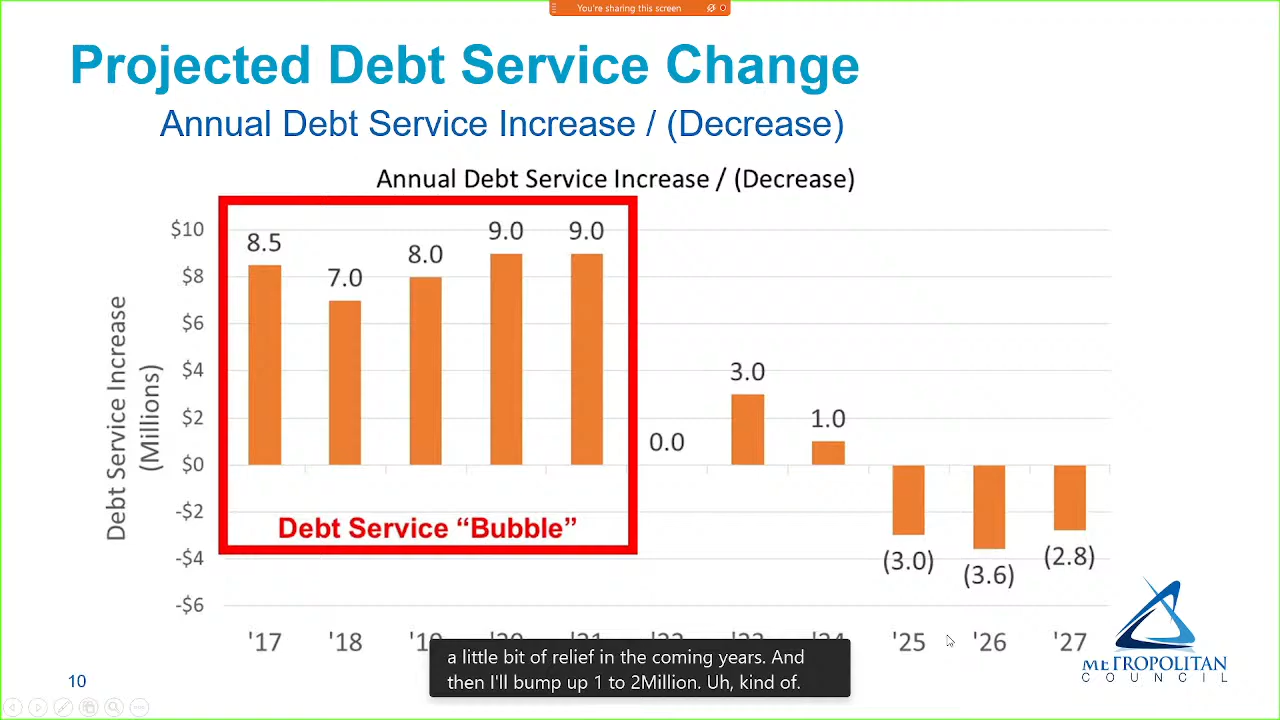 You're sharing this screen
Projected Debt Service Change
Annual Debt Service Increase / (Decrease)
Annual Debt Service Increase / (Decrease)
$10
$8
$6
$4
$2
$0
-$2
-$4
-$6
Debt Service Increase
(Millions)
8.5
7.0
8.0
9.0
9.0
0.0
3.0
1.0
(3.0)
(3.6)
(2.8)
Debt Service “Bubble”
'17 '18 '25 '26 '27
a little bit of relief in the coming years. And
then I'll bump up 1 to 2Million. Uh, kind of.
METROPOLITAN
COUNCIL
10